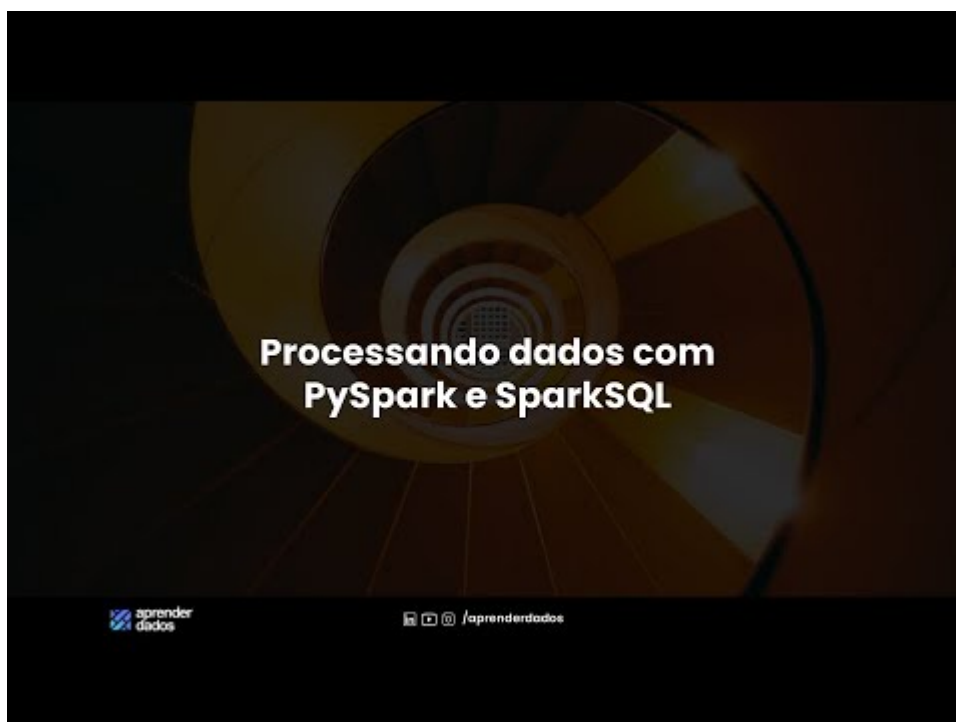 Processando dados com
PySpark e SparkSQL
aprender
dados
/aprenderdados